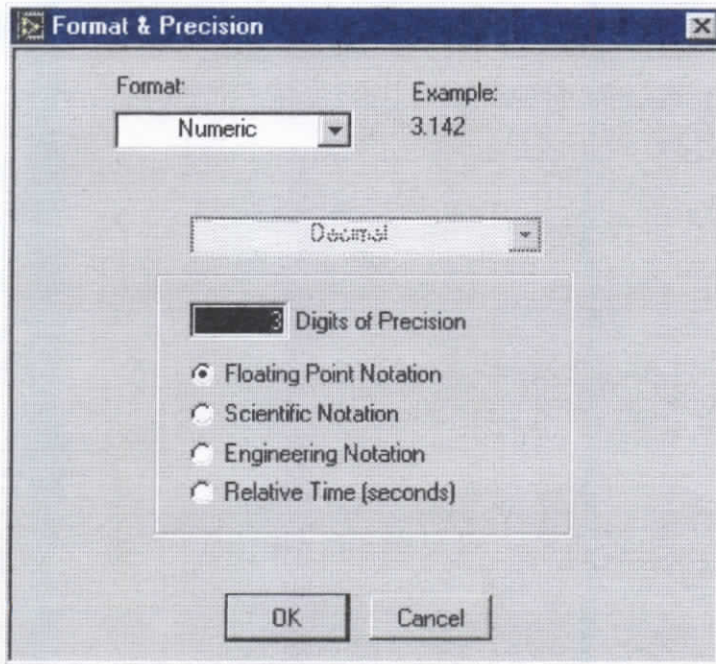 Format & Precision
Format:
Example:
Numeric
3.142
Decimal
3 Digits of Precision
Floating Point Notation
Scientific Notation
Engineering Notation
Relative Time (seconds)
OK
Cancel